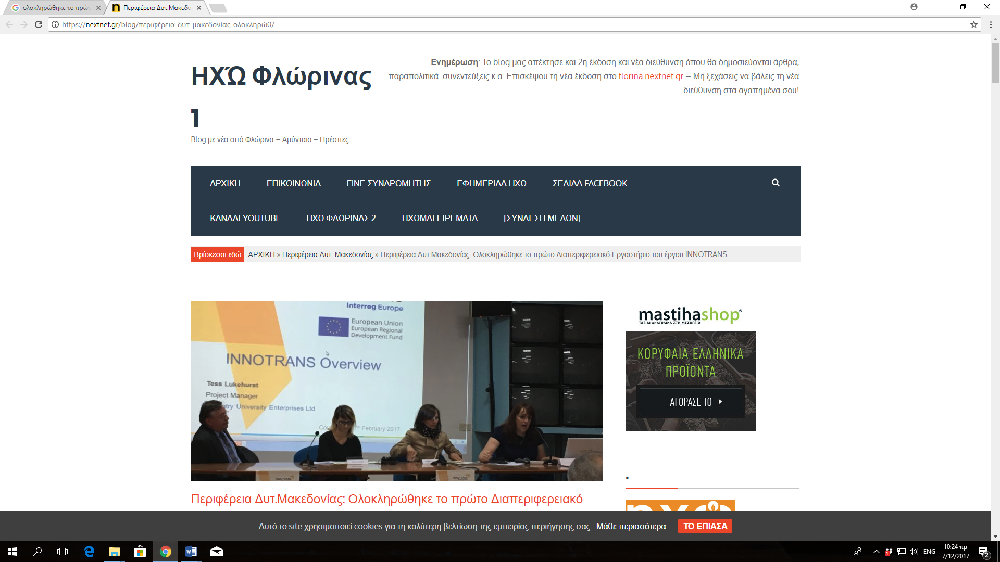 ολοκληρώθηκε το πρώτ
Περιφέρεια Δυτ.Μακεδο
https://nextnet.gr/blog/περιφέρεια-δυτ-μακεδονίας-ολοκληρώθ/
ΗΧΏ Φλώρινας
1
Blog με νέα από Φλώρινα – Αμύνταιο – Πρέσπες
Ενημέρωση: Το blog μας απέκτησε και 2η έκδοση και νέα διεύθυνση όπου θα δημοσιεύονται άρθρα,
παραπολιτικά. συνεντεύξεις κ.α. Επισκέψου τη νέα έκδοση στο florina.nextnet.gr – Μη ξεχάσεις να βάλεις τη νέα
διεύθυνση στα αγαπημένα σου!
ΑΡΧΙΚΗ ΕΠΙΚΟΙΝΩΝΙΑ ΓΙΝΕ ΣΥΝΔΡΟΜΗΤΗΣ ΕΦΗΜΕΡΙΔΑ ΗΧΩ ΣΕΛΙΔΑ FACEBOOK
ΚΑΝΑΛΙ YOUTUBE ΗΧΩ ΦΛΩΡΙΝΑΣ 2 ΗΧΩΜΑΓΕΙΡΕΜΑΤΑ [ΣΥΝΔΕΣΗ ΜΕΛΩΝ]
Βρίσκεσαι εδώ ΑΡΧΙΚΗ » Περιφέρεια Δυτ. Μακεδονίας » Περιφέρεια Δυτ.Μακεδονίας: Ολοκληρώθηκε το πρώτο Διαπεριφερειακό Εργαστήριο του έργου INNOTRANS
Interreg Europe
European Union
European Regional
Development Fund
INNOTRANS Overview
Tess Lukehurst
Project Manager
University Enterprises Ltd
February 2017
INNOTRANS
INNOTRANS
mastihashop®
ΤΑΞΙΔΙ ΑΝΑΤΟΛΙΚΑ ΣΤΗ ΜΕΣΟΓΕΙΟ
ΚΟΡΥΦΑΙΑ ΕΛΛΗΝΙΚΑ
ΠΡΟΪΟΝΤΑ
ΑΓΟΡΑΣΕ ΤΟ
.
Περιφέρεια Δυτ.Μακεδονίας: Ολοκληρώθηκε το πρώτο Διαπεριφερειακό
Αυτό το site χρησιμοποιεί cookies για τη καλύτερη βελτίωση της εμπειρίας περιήγησης σας.: Μάθε περισσότερα. ΤΟ ΕΠΙΑΣΑ
ENG
10:24 πμ
7/12/2017
2